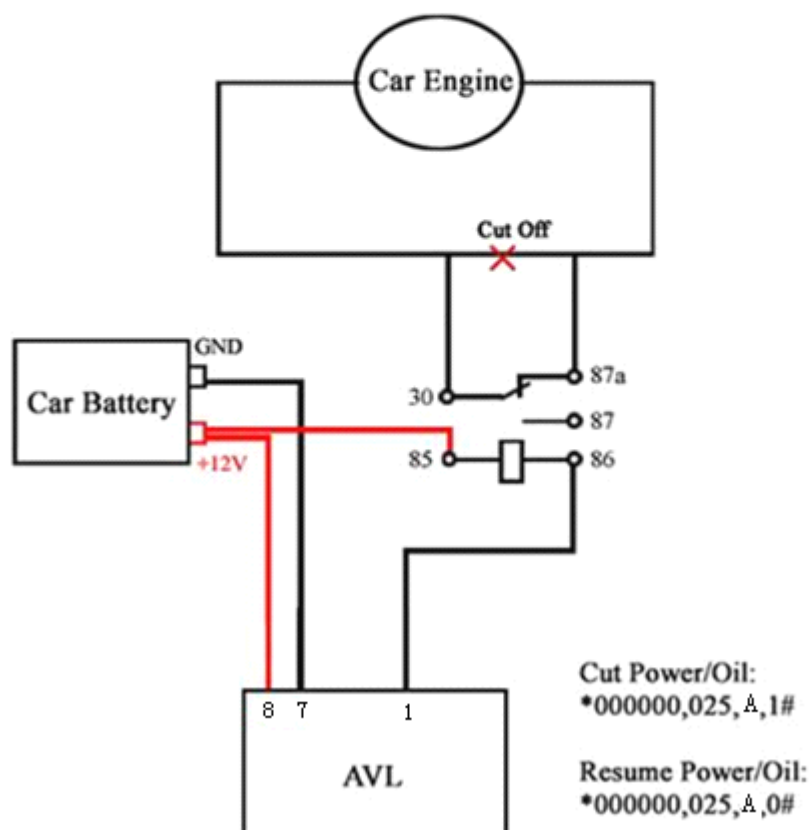 Car Engine
Cut Off
GND
Car Battery
+12V
30
87a
87
85
86
8 7 1
AVL
Cut Power/Oil:
*000000,025,A,1#
Resume Power/Oil:
*000000,025,A,0#